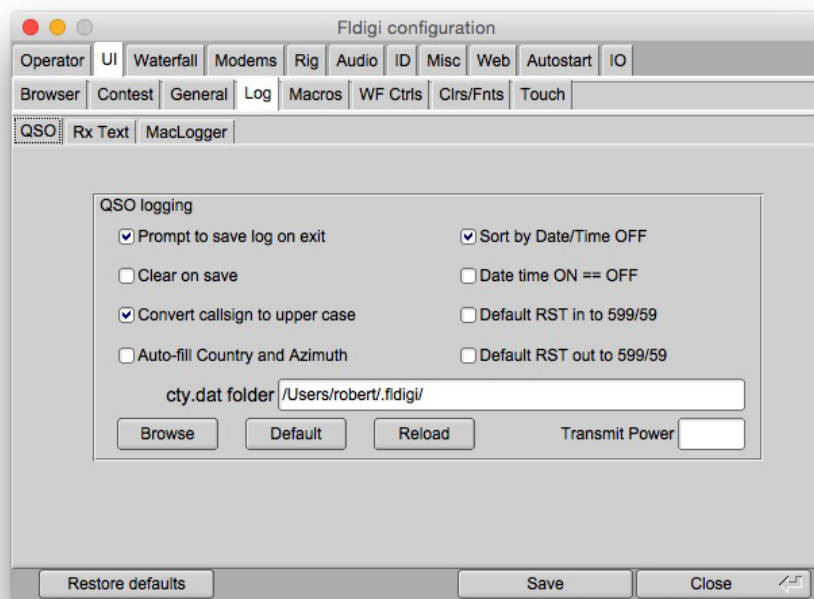 Fldigi configuration
Operator UI Waterfall Modems Rig Audio ID Misc Web Autostart IO
Browser Contest General Log Macros WF Ctrls Clrs/Fnts Touch
QSO Rx Text MacLogger
QSO logging
Prompt to save log on exit Sort by Date/Time OFF
Clear on save Date time ON == OFF
Convert callsign to upper case Default RST in to 599/59
Auto-fill Country and Azimuth Default RST out to 599/59
cty.dat folder /Users/robert/.fldigi/
Browse Default Reload Transmit Power
Restore defaults Save Close